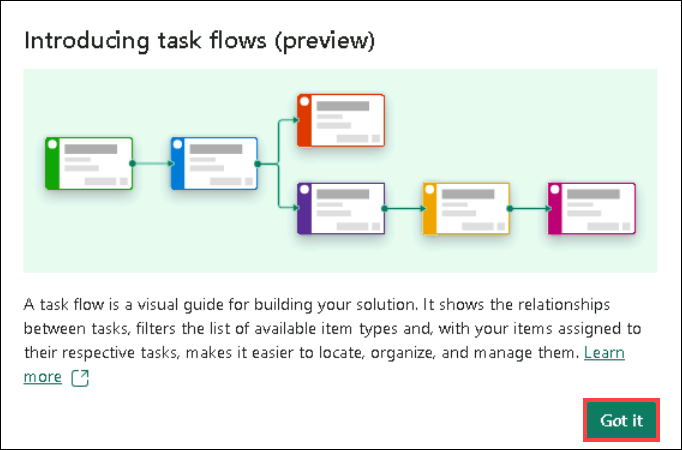 Introducing task flows (preview)
A task flow is a visual guide for building your solution. It shows the relationships
between tasks, filters the list of available item types and, with your items assigned to
their respective tasks, makes it easier to locate, organize, and manage them. Learn
more
Got it